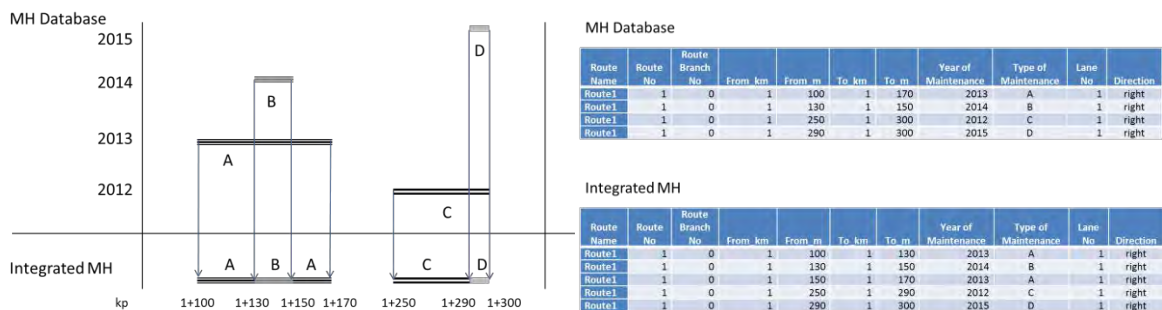 MH Database
2015
D
2014
B
2013
A
2012
C
Integrated MH
A B A C D
kp 1+100 1+130 1+150 1+170 1+250 1+290 1+300
MH Database
Route Name Route No Route Branch No From_km From_m To_km To_m Year of Maintenance Type of Maintenance Lane No Direction
Route1 1 0 1 100 1 170 2013 A 1 right
Route1 1 0 1 130 1 150 2014 B 1 right
Route1 1 0 1 250 1 300 2012 C 1 right
Route1 1 0 1 290 1 300 2015 D 1 right
Integrated MH
Route Name Route No Route Branch No From_km From_m To_km To_m Year of Maintenance Type of Maintenance Lane No Direction
Route1 1 0 1 100 1 130 2013 A 1 right
Route1 1 0 1 130 1 150 2014 B 1 right
Route1 1 0 1 150 1 170 2013 A 1 right
Route1 1 0 1 250 1 290 2012 C 1 right
Route1 1 0 1 290 1 300 2015 D 1 right